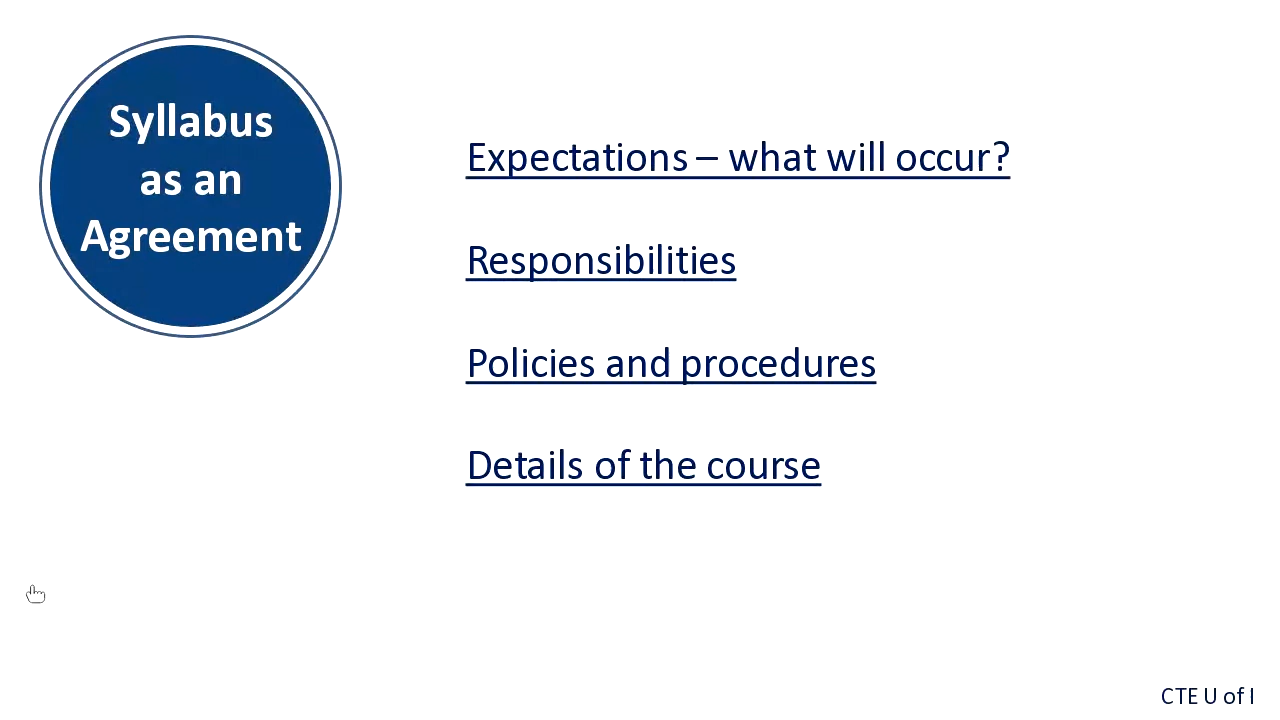 Syllabus
as an
Agreement
Expectations – what will occur?
Responsibilities
Policies and procedures
Details of the course
CTE U of I